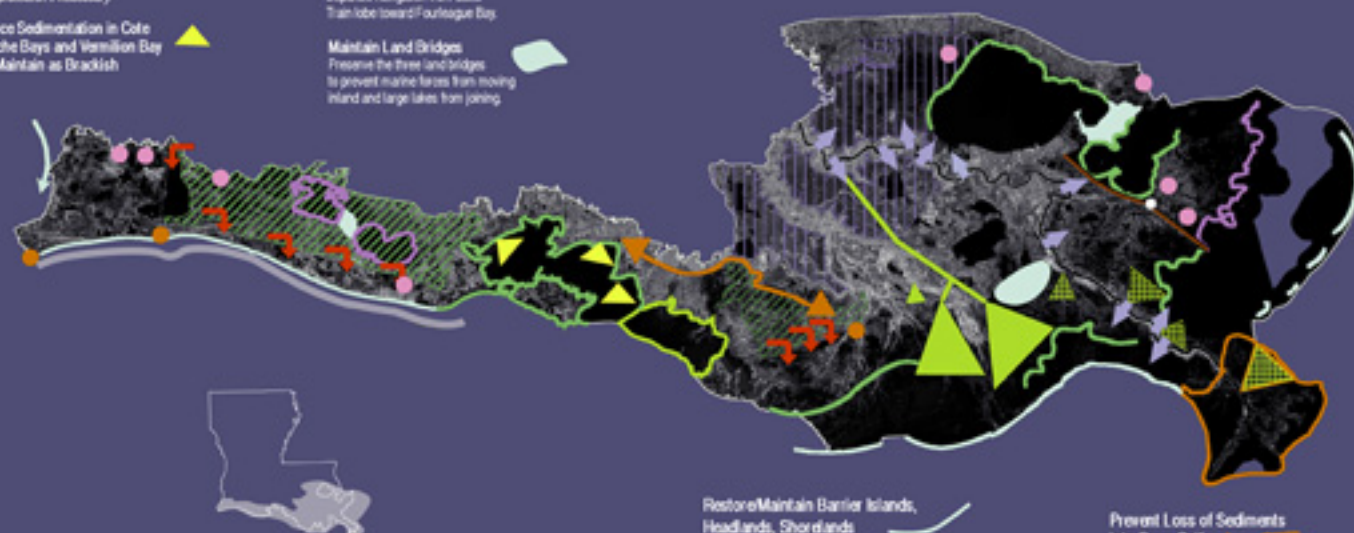 ce Sedimentation in Cote
he Bays and Vermilion Bay
Maintain as Brackish
Train lobe toward Fourleague Bay.
Maintain Land Bridges
Preserve the three land bridges
to prevent marine forces from moving
inland and large lakes from joining.
Restore/Maintain Barrier Islands,
Headlands, Shorelands
Prevent Loss of Sediments